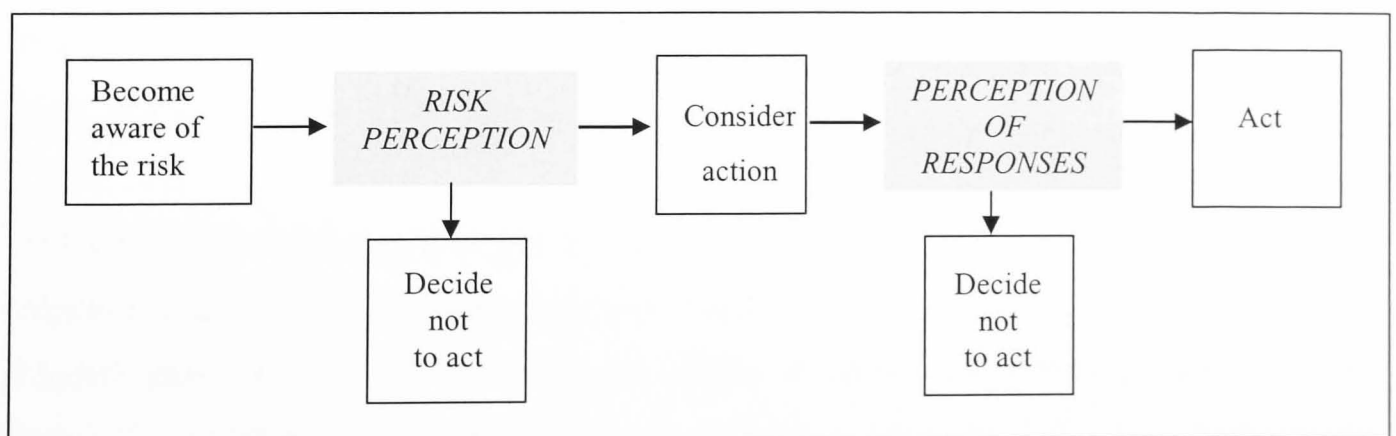 Become
aware of
the risk
RISK
PERCEPTION
Consider
action
PERCEPTION
OF
RESPONSES
Act
Decide
not
to act
Decide
not
to act